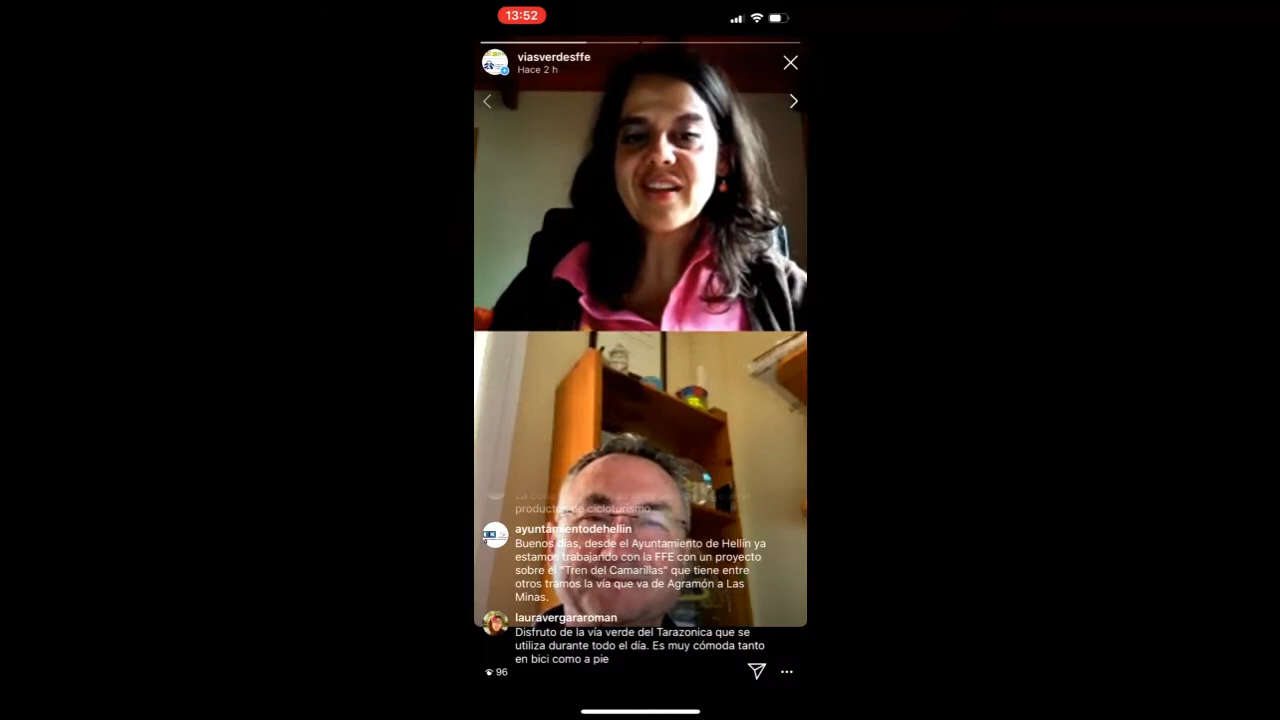 13:52
viasverdesffe
Hace 2 h
productos de cicloturismo...
ayuntamientodehellin
Buenos días, desde el Ayuntamiento de Hellín ya
estamos trabajando con la FFE con un proyecto
sobre el "Tren del Camarillas" que tiene entre
otros tramos la vía que va de Agramón a Las
Minas.
lauravergararoman
Disfruto de la vía verde del Tarazonica que se
utiliza durante todo el día. Es muy cómoda tanto
en bici como a pie
96